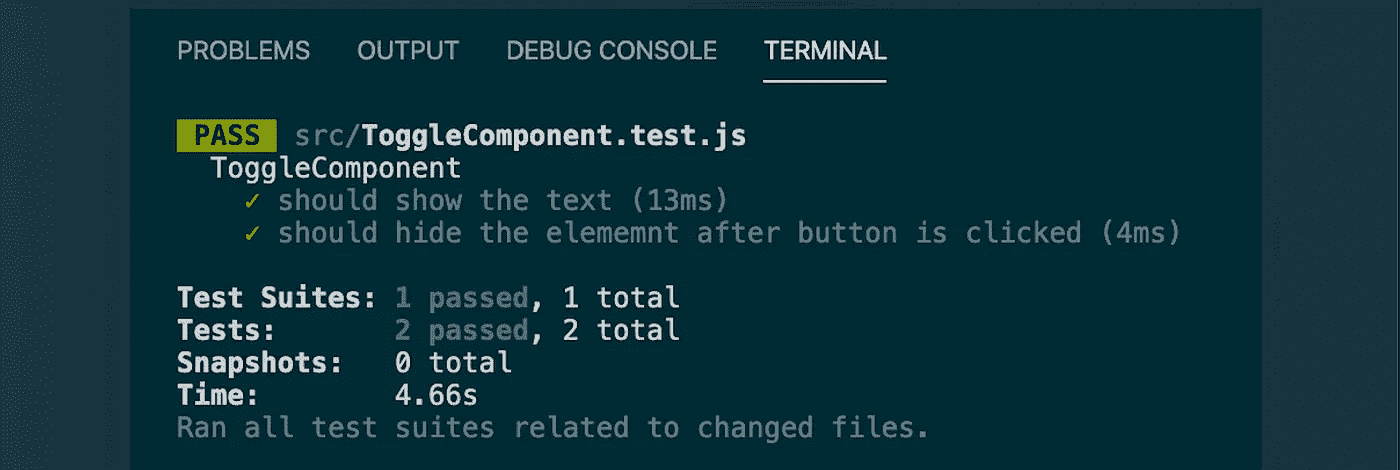 PROBLEMS OUTPUT DEBUG CONSOLE TERMINAL
PASS src/ToggleComponent.test.js
ToggleComponent
✓ should show the text (13ms)
✓ should hide the elememnt after button is clicked (4ms)
Test Suites: 1 passed, 1 total
Tests: 2 passed, 2 total
Snapshots: 0 total
Time: 4.66s
Ran all test suites related to changed files.